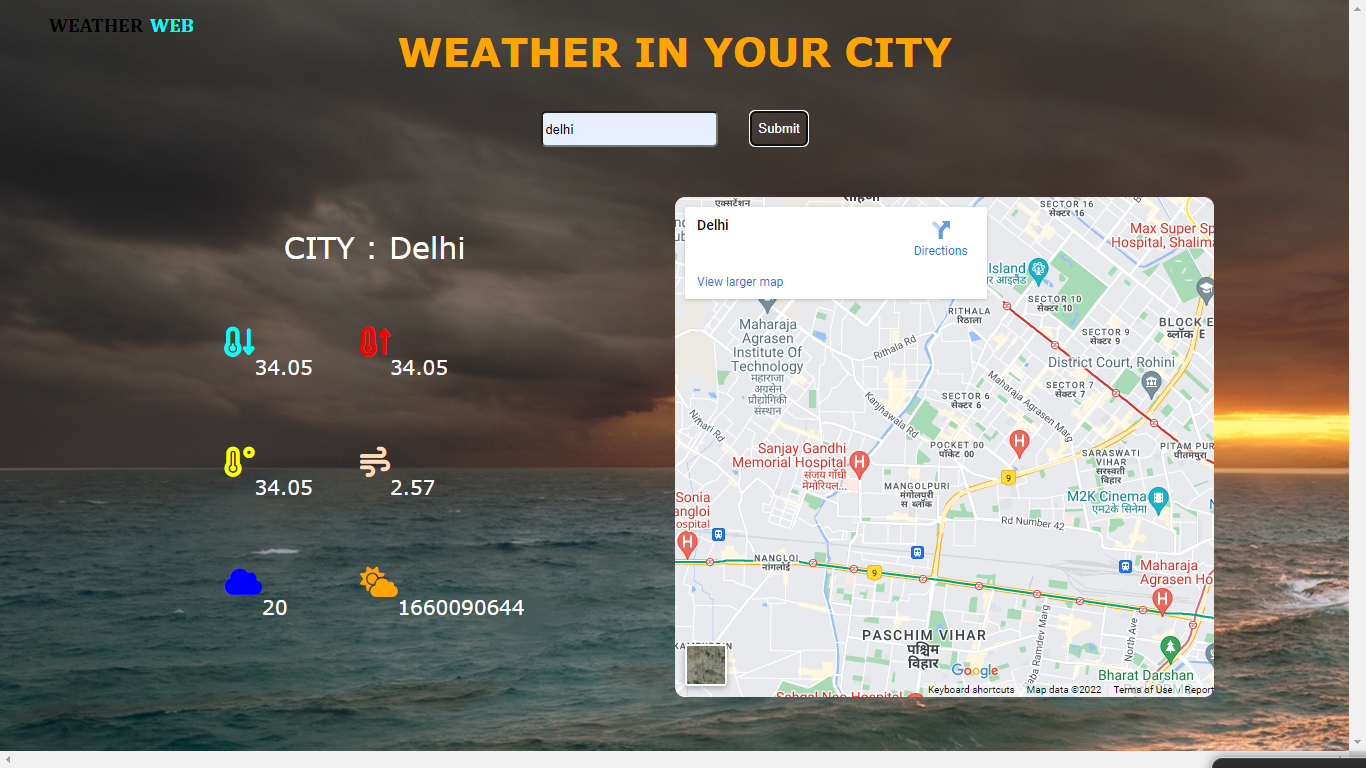 WEATHER WEB
WEATHER IN YOUR CITY
delhi
Submit
CITY : Delhi
34.05
34.05
34.05
2.57
20
1660090644
Delhi
Directions
View larger map
एक्सटेंशन
SECTOR 16
सेक्टर 16
Max Super Sp
Hospital, Shalima
Island
SECTOR 10
सेक्टर 10
RITHALA
रिठाला
BLOCK E
ब्लॉक E
Maharaja
Agrasen
Institute Of
Technology
महाराजा
अग्रसेन
प्रौद्योगिकी
संस्थान
Rithala Rd
SECTOR 9
सेक्टर 9
District Court, Rohini
SECTOR 7
सेक्टर 7
Maharaja Agrasen Marg
SECTOR 6
सेक्टर 6
Kanjhawala Rd
POCKET 00
पॉकेट 00
PITAM PUR
पीतमपुरा
SARASWATI
VIHAR
सरस्वती
विहार
Sanjay Gandhi
Memorial Hospital
संजय गाँधी
मेमोरियल...
9
MANGOLPURI
मंगोलपुरी
स ब्लॉक
M2K Cinema
एम2के सिनेमा
Sonia
angloi
ospital
Rd Number 42
NANGLOI
नांगलोई
9
Maharaja
Agrasen Ho
PASCHIM VIHAR
पश्चिम
विहार
North Ave
Bharat Darshan
Google
Keyboard shortcuts
Map data ©2022
Terms of Use
Report